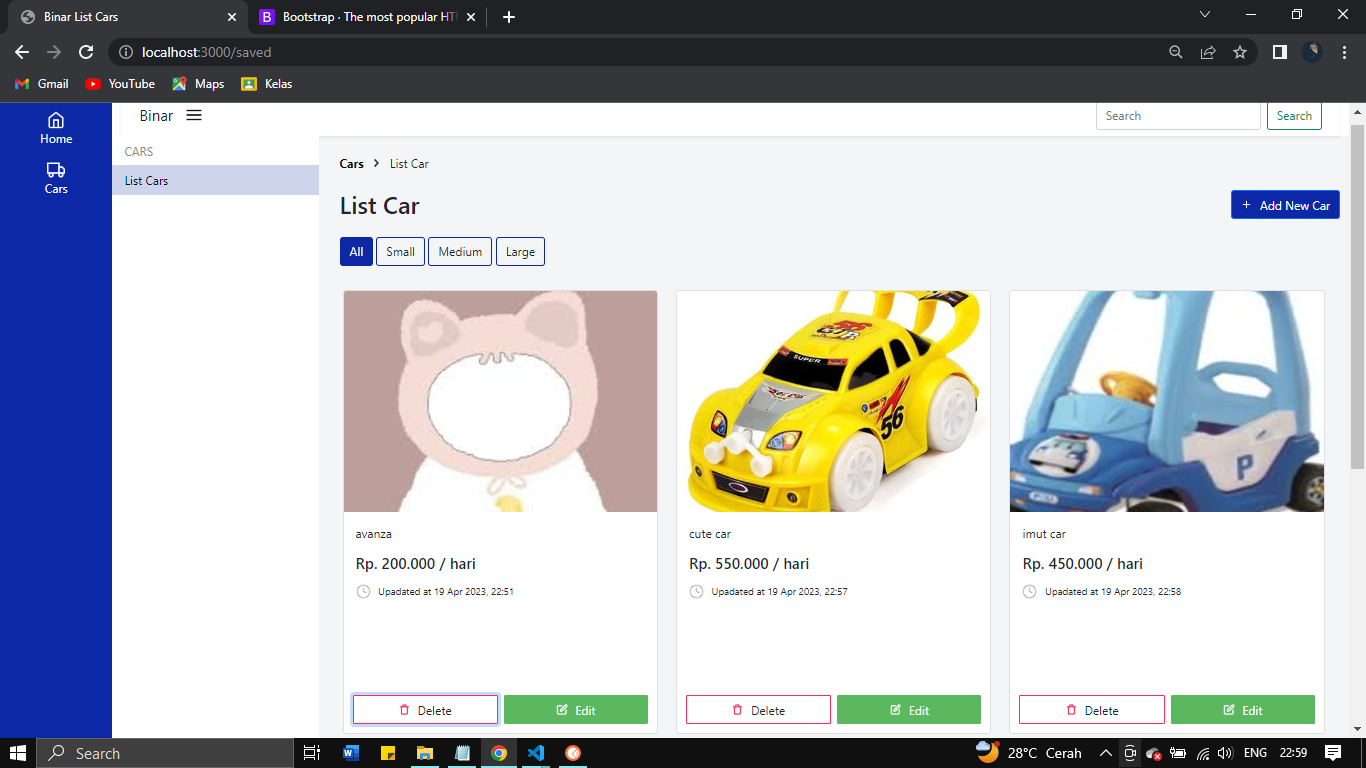 Binar List Cars
Bootstrap · The most popular HT
localhost:3000/saved
Gmail YouTube Maps Kelas
Home
Cars
Binar
Search Search
CARS
List Cars
Cars > List Car
List Car
+ Add New Car
All Small Medium Large
56
SUPER
56
P
avanza
Rp. 200.000 / hari
Upadated at 19 Apr 2023, 22:51
Delete Edit
cute car
Rp. 550.000 / hari
Upadated at 19 Apr 2023, 22:57
Delete Edit
imut car
Rp. 450.000 / hari
Upadated at 19 Apr 2023, 22:58
Delete Edit
Search
28°C Cerah ENG 22:59